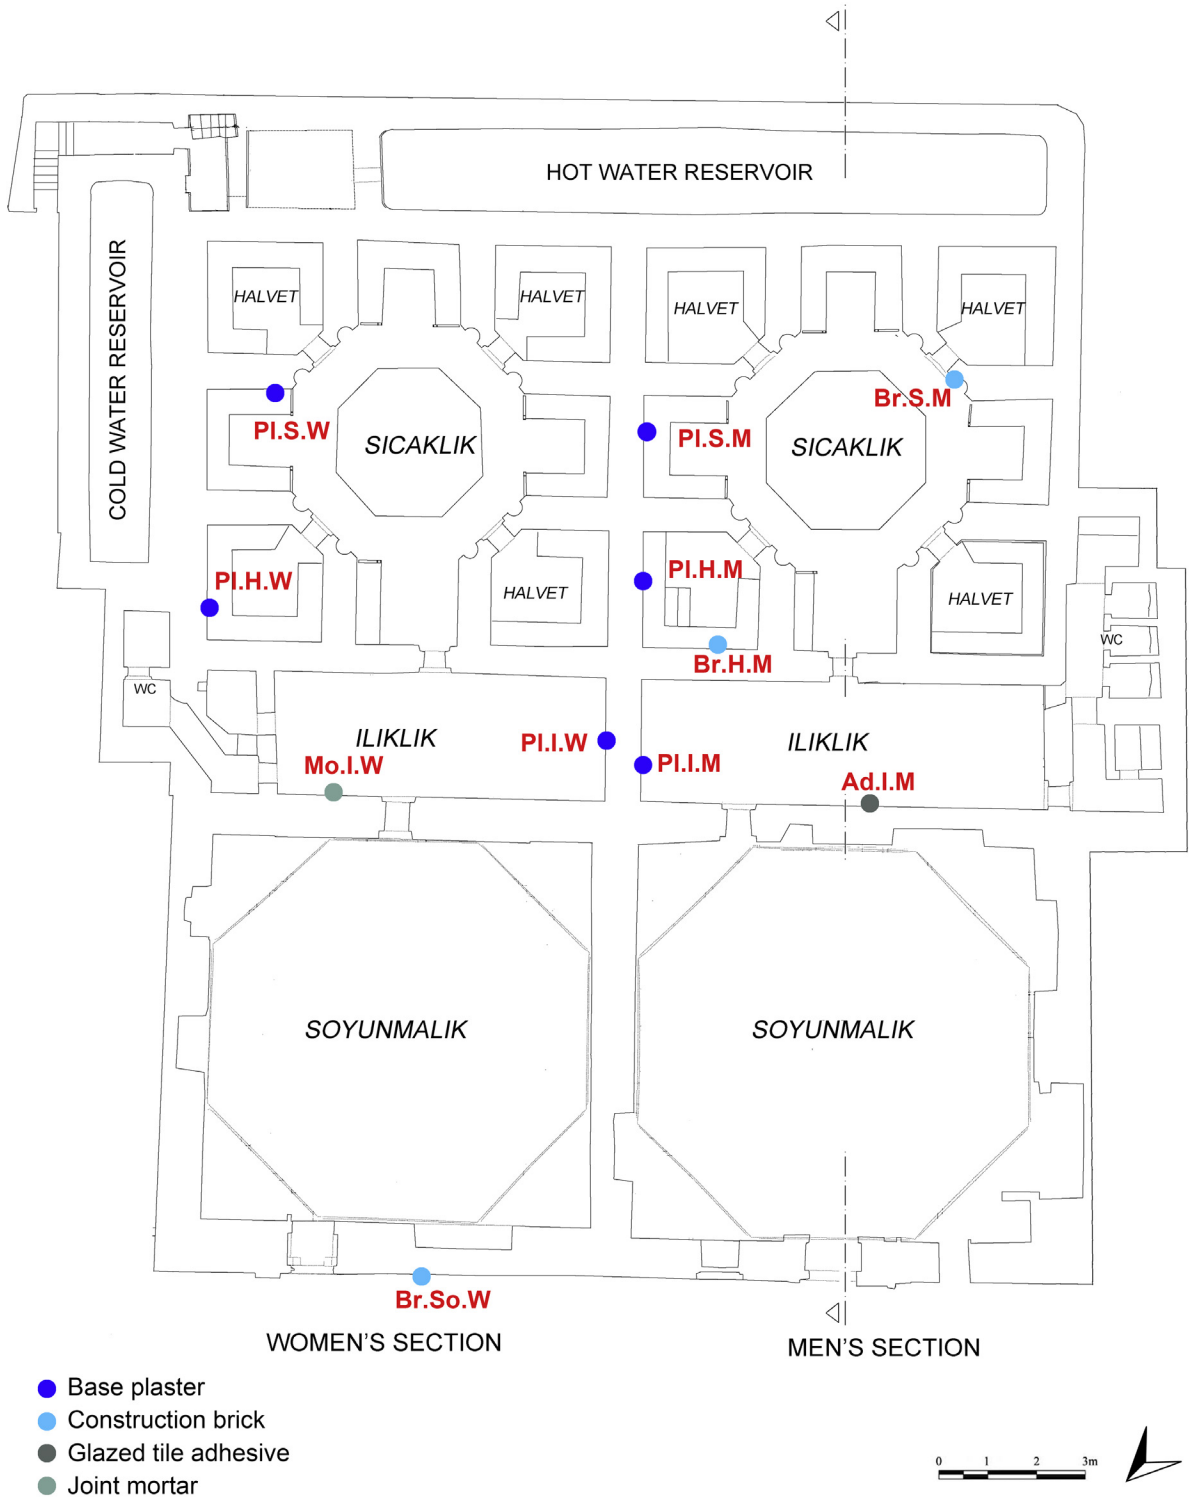 HOT WATER RESERVOIR
COLD WATER RESERVOIR
HALVET
HALVET
HALVET
HALVET
Br.S.M
Pl.S.W
Pl.S.M
SICAKLIK
SICAKLIK
Pl.H.W
Pl.H.M
HALVET
HALVET
WC
Br.H.M
WC
ILIKLIK
Pl.I.W
ILIKLIK
Mo.I.W
Pl.I.M
Ad.I.M
SOYUNMALIK
SOYUNMALIK
Br.So.W
WOMEN'S SECTION
MEN'S SECTION
Base plaster
Construction brick
Glazed tile adhesive
Joint mortar
0 1 2 3m